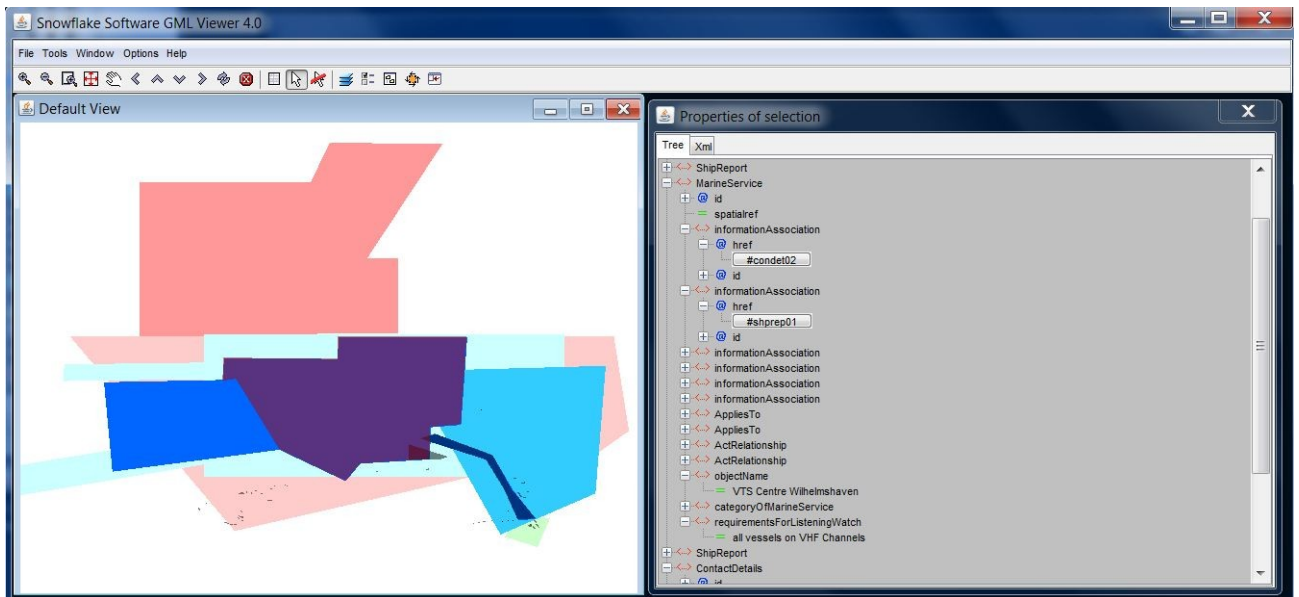 Snowflake Software GML Viewer 4.0
File Tools Window Options Help
Default View
Properties of selection
Tree Xml
ShipReport
MarineService
id
spatialref
informationAssociation
href
#condet02
id
informationAssociation
href
#shprep01
id
informationAssociation
informationAssociation
informationAssociation
informationAssociation
AppliesTo
AppliesTo
ActRelationship
ActRelationship
objectName
VTS Centre Wilhelmshaven
categoryOfMarineService
requirementsForListeningWatch
all vessels on VHF Channels
ShipReport
ContactDetails
id